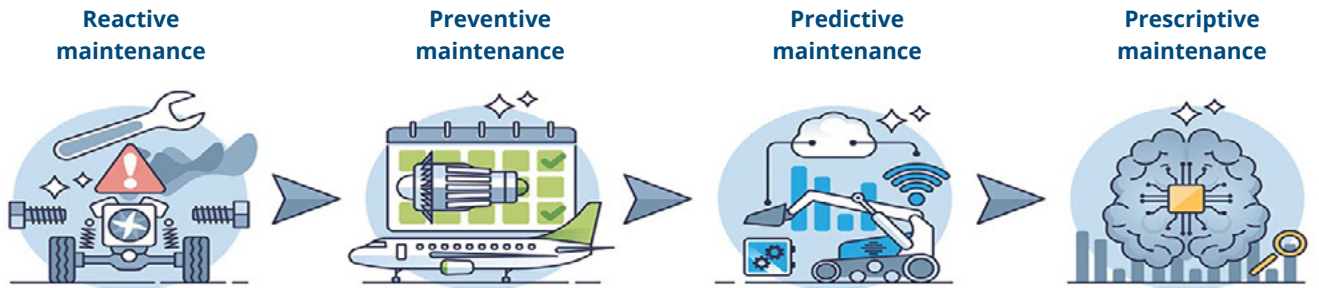 Reactive
maintenance
Preventive
maintenance
Predictive
maintenance
Prescriptive
maintenance